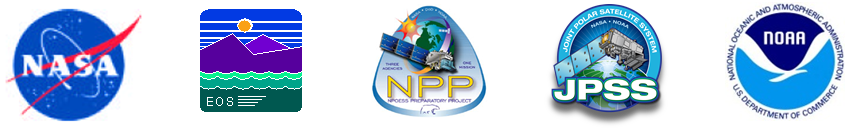 NASA
EOS
THREE AGENCIES
ONE MISSION
NPP
NPOESS PREPARATORY PROJECT
JOINT POLAR SATELLITE SYSTEM
NASA • NOAA
JPSS
NATIONAL OCEANIC AND ATMOSPHERIC ADMINISTRATION
NOAA
U.S. DEPARTMENT OF COMMERCE